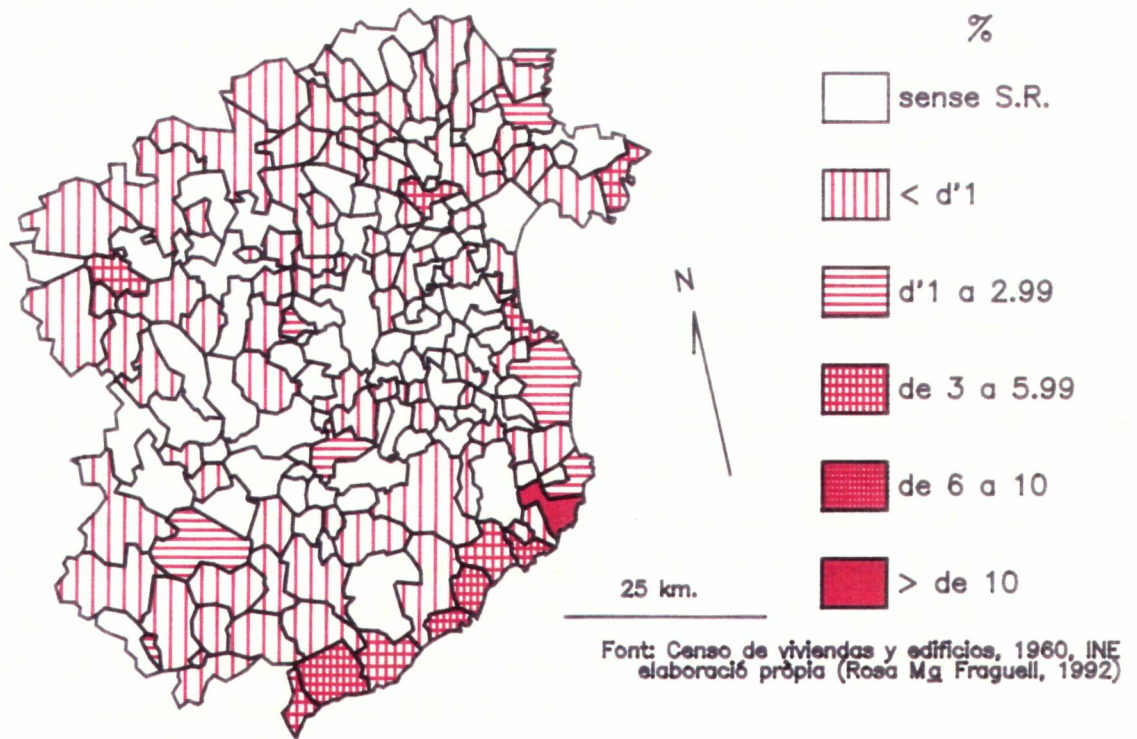 %
sense S.R.
< d'1
d'1 a 2.99
de 3 a 5.99
de 6 a 10
> de 10
N
25 km.
Font: Censo de viviendas y edificios, 1960, INE
elaboració pròpia (Rosa Mª Fraguell, 1992)